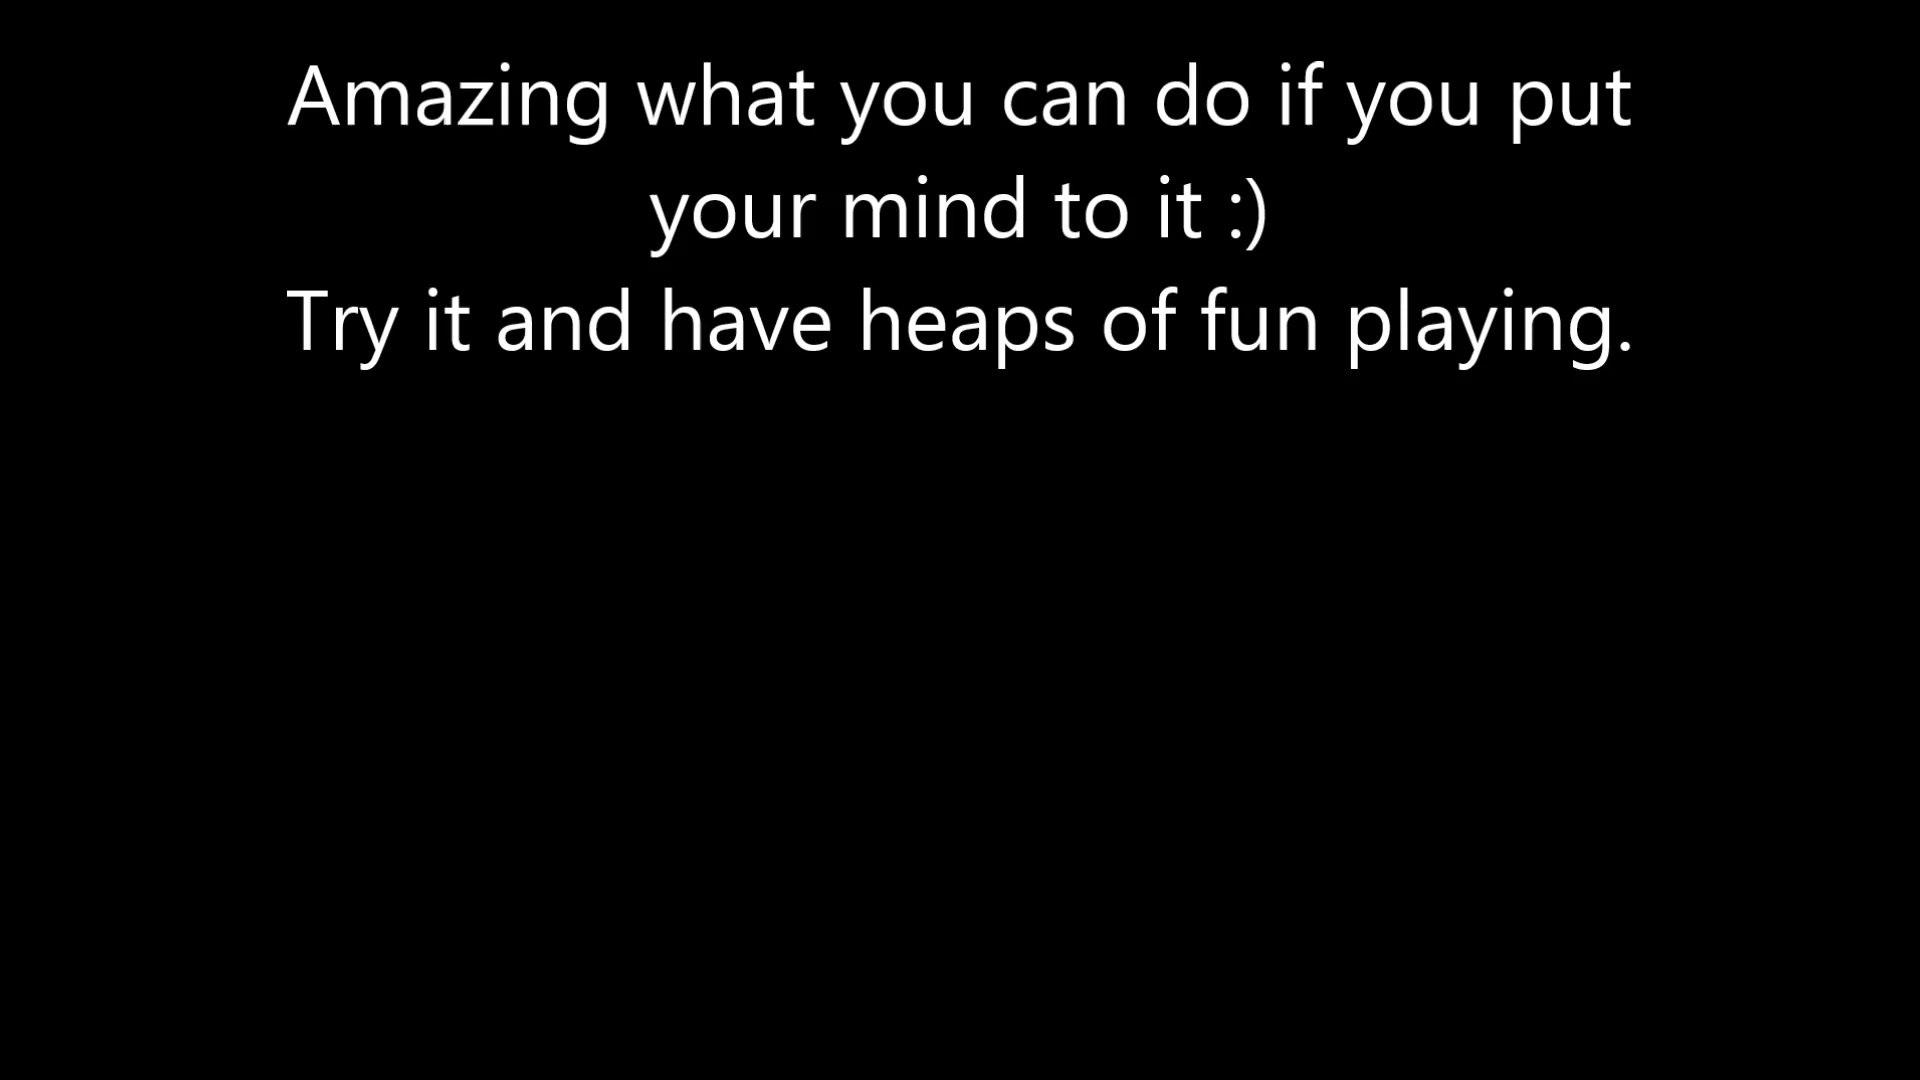 Amazing what you can do if you put
your mind to it :)
Try it and have heaps of fun playing.